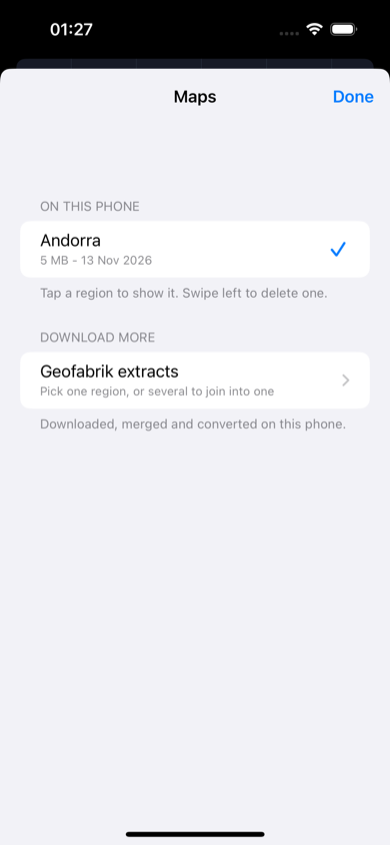 01:27
Maps
Done
ON THIS PHONE
Andorra
5 MB - 13 Nov 2026
Tap a region to show it. Swipe left to delete one.
DOWNLOAD MORE
Geofabrik extracts
Pick one region, or several to join into one
Downloaded, merged and converted on this phone.